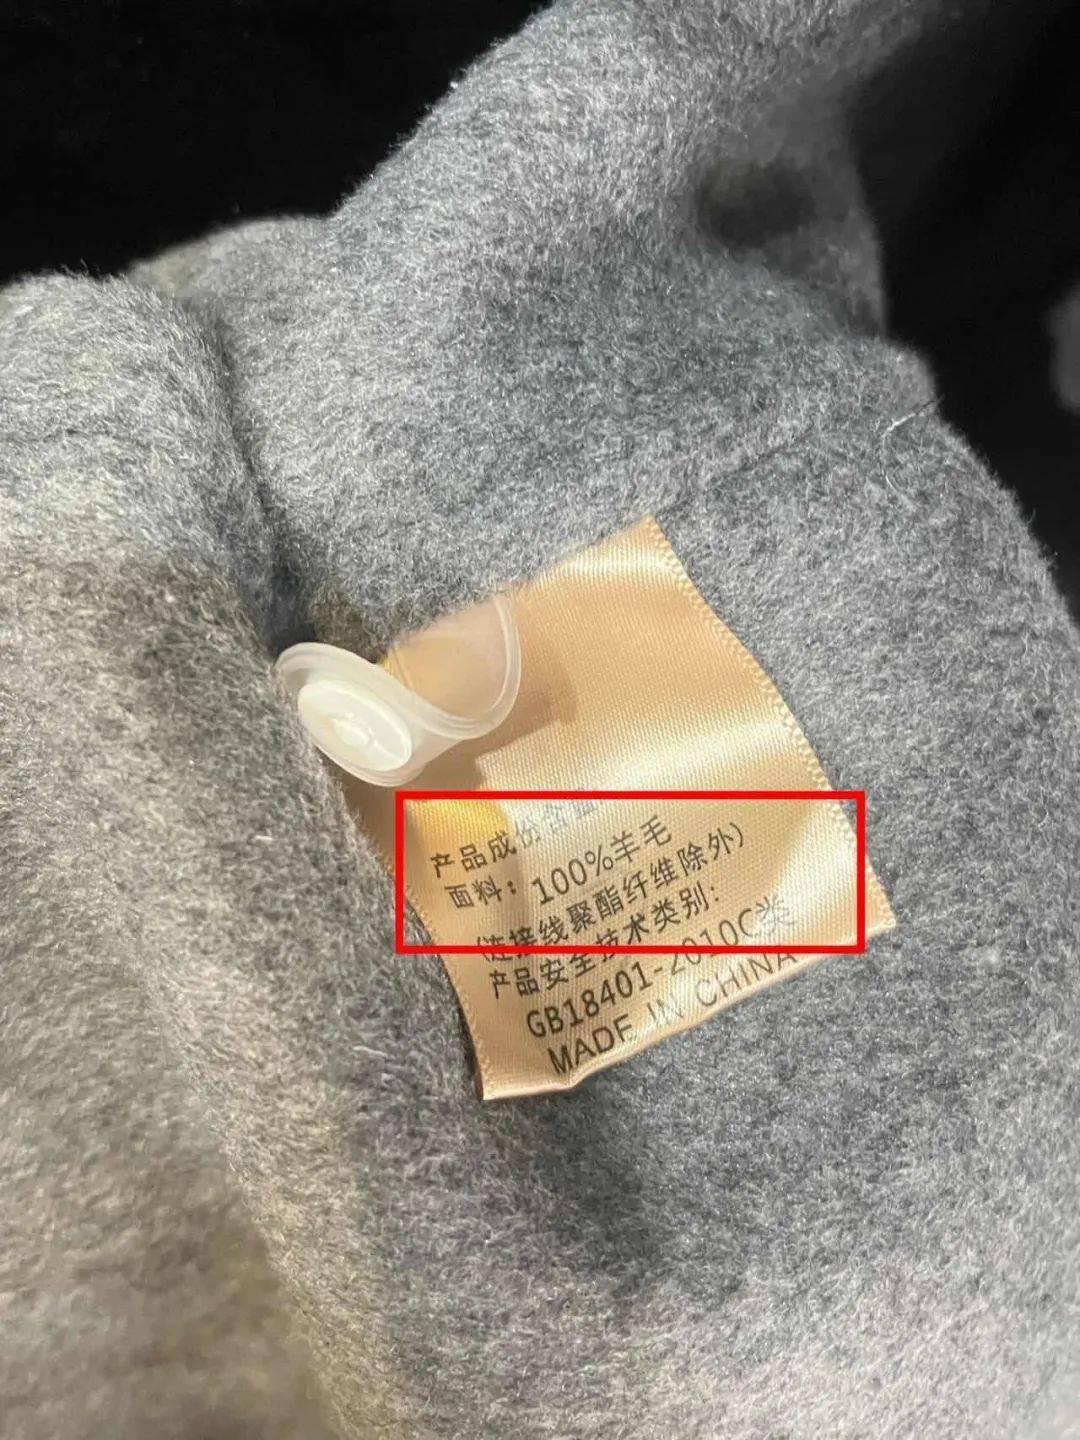 产品成份含量:
面料: 100%羊毛
(连接线聚酯纤维除外)
产品安全技术类别:
GB18401-2010C类
MADE IN CHINA